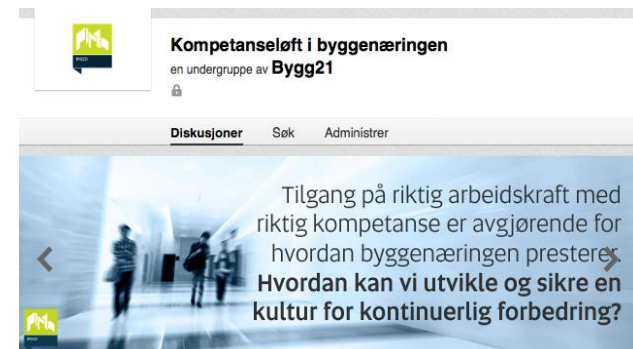 BYGG21
Kompetanseløft i byggenæringen
en undergruppe av Bygg21
Diskusjoner Søk Administrer
Tilgang på riktig arbeidskraft med
riktig kompetanse er avgjørende for
hvordan byggenæringen presterer.
Hvordan kan vi utvikle og sikre en
kultur for kontinuerlig forbedring?